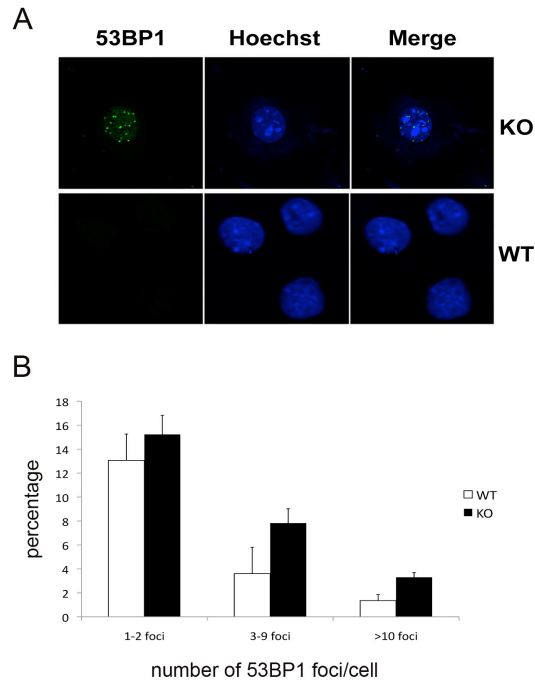 A
53BP1 Hoechst Merge
KO
WT
B
18
16
14
12
10
8
6
4
2
0
percentage
WT
KO
1-2 foci 3-9 foci >10 foci
number of 53BP1 foci/cell